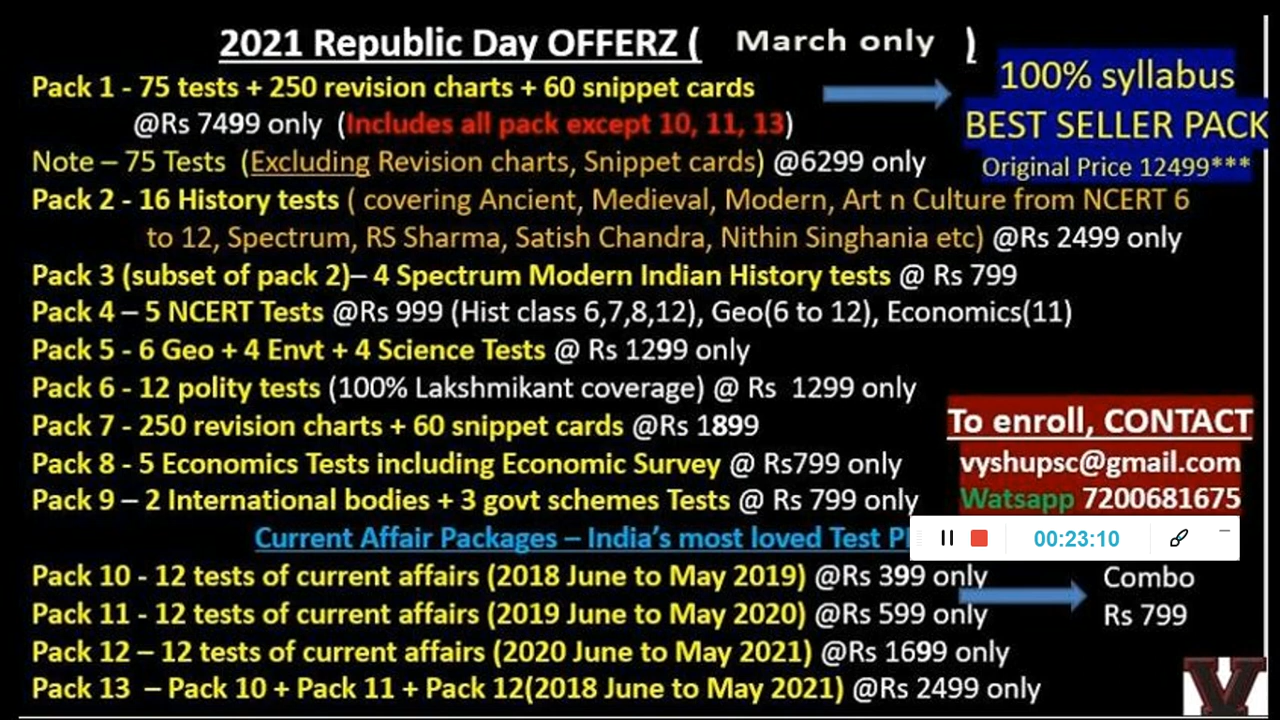 2021 Republic Day OFFERZ ( March only )
Pack 1 - 75 tests + 250 revision charts + 60 snippet cards
@Rs 7499 only (Includes all pack except 10, 11, 13)
100% syllabus
BEST SELLER PACK
Original Price 12499***
Note – 75 Tests (Excluding Revision charts, Snippet cards) @6299 only
Pack 2 - 16 History tests ( covering Ancient, Medieval, Modern, Art n Culture from NCERT 6
to 12, Spectrum, RS Sharma, Satish Chandra, Nithin Singhania etc) @Rs 2499 only
Pack 3 (subset of pack 2)– 4 Spectrum Modern Indian History tests @ Rs 799
Pack 4 – 5 NCERT Tests @Rs 999 (Hist class 6,7,8,12), Geo(6 to 12), Economics(11)
Pack 5 - 6 Geo + 4 Envt + 4 Science Tests @ Rs 1299 only
Pack 6 - 12 polity tests (100% Lakshmikant coverage) @ Rs 1299 only
Pack 7 - 250 revision charts + 60 snippet cards @Rs 1899
Pack 8 - 5 Economics Tests including Economic Survey @ Rs799 only
Pack 9 – 2 International bodies + 3 govt schemes Tests @ Rs 799 only
To enroll, CONTACT
vyshupsc@gmail.com
Watsapp 7200681675
Current Affair Packages – India's most loved Test
00:23:10
Pack 10 - 12 tests of current affairs (2018 June to May 2019) @Rs 399 only
Pack 11 - 12 tests of current affairs (2019 June to May 2020) @Rs 599 only
Combo
Rs 799
Pack 12 – 12 tests of current affairs (2020 June to May 2021) @Rs 1699 only
Pack 13 – Pack 10 + Pack 11 + Pack 12(2018 June to May 2021) @Rs 2499 only
V